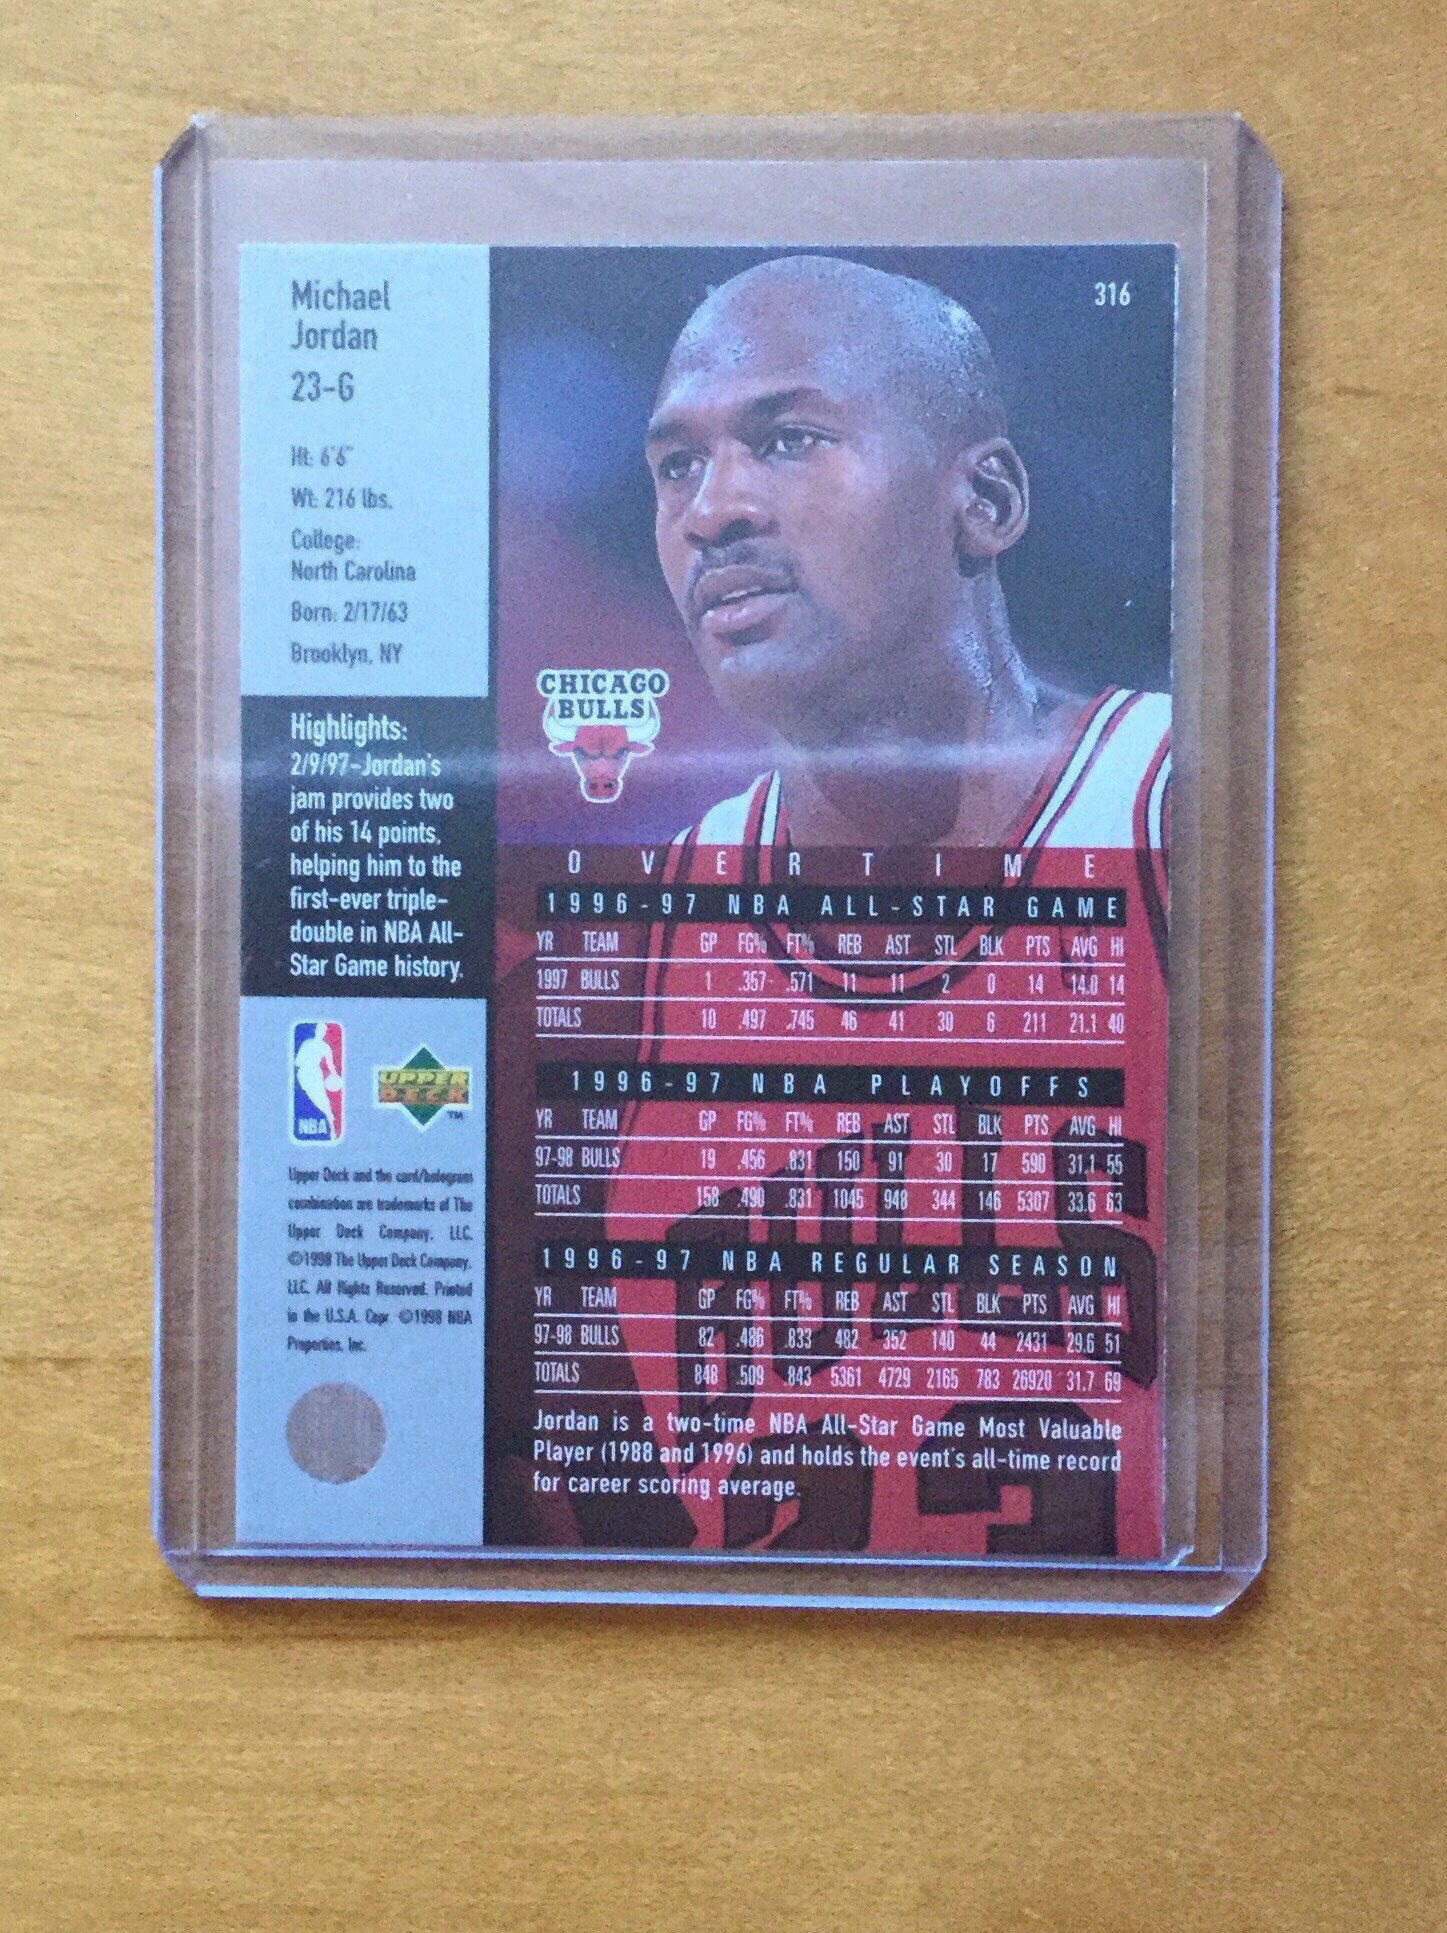 Michael
Jordan
23-G
Ht: 6'6"
Wt: 216 lbs.
College:
North Carolina
Born: 2/17/63
Brooklyn, NY
Highlights:
2/9/97-Jordan's
jam provides two
of his 14 points,
helping him to the
first-ever triple-
double in NBA All-
Star Game history.
NBA
UPPER
DECK
TM
Upper Deck and the card/hologram
combination are trademarks of The
Upper Deck Company, LLC.
©1998 The Upper Deck Company,
LLC. All Rights Reserved. Printed
in the U.S.A. Copr. ©1998 NBA
Properties, Inc.
316
CHICAGO
BULLS
OVERTIME
1996-97 NBA ALL-STAR GAME
YR TEAM GP FG% FT% REB AST STL BLK PTS AVG HI
1997 BULLS 1 .357 .571 11 11 2 0 14 14.0 14
TOTALS 10 .497 .745 46 41 30 6 211 21.1 40
1996-97 NBA PLAYOFFS
YR TEAM GP FG% FT% REB AST STL BLK PTS AVG HI
97-98 BULLS 19 .456 .831 150 91 30 17 590 31.1 55
TOTALS 158 .490 .831 1045 948 344 146 5307 33.6 63
1996-97 NBA REGULAR SEASON
YR TEAM GP FG% FT% REB AST STL BLK PTS AVG HI
97-98 BULLS 82 .486 .833 482 352 140 44 2431 29.6 51
TOTALS 848 .509 .843 5361 4729 2165 783 26920 31.7 69
Jordan is a two-time NBA All-Star Game Most Valuable
Player (1988 and 1996) and holds the event's all-time record
for career scoring average.
BULLS
23